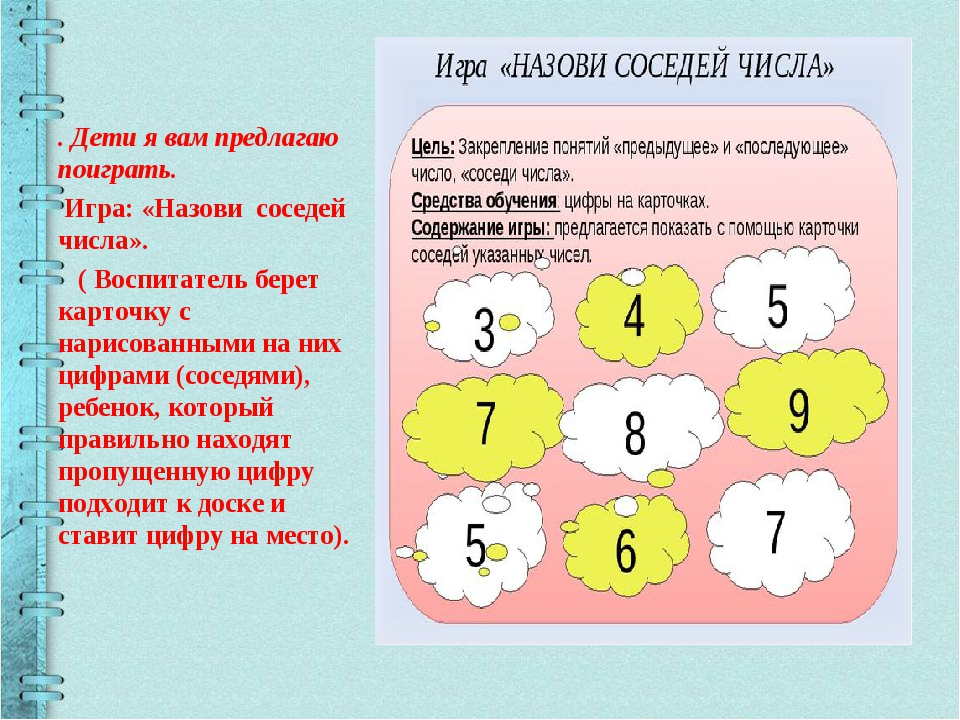 . Дети я вам предлагаю
поиграть.
Игра: «Назови соседей
числа».
( Воспитатель берет
карточку с
нарисованными на них
цифрами (соседями),
ребенок, который
правильно находят
пропущенную цифру
подходит к доске и
ставит цифру на место).
Игра «НАЗОВИ СОСЕДЕЙ ЧИСЛА»
Цель: Закрепление понятий «предыдущее» и «последующее»
число, «соседи числа».
Средства обучения: цифры на карточках.
Содержание игры: предлагается показать с помощью карточки
соседей указанных чисел.
3 4 5
7 8 9
5 6 7